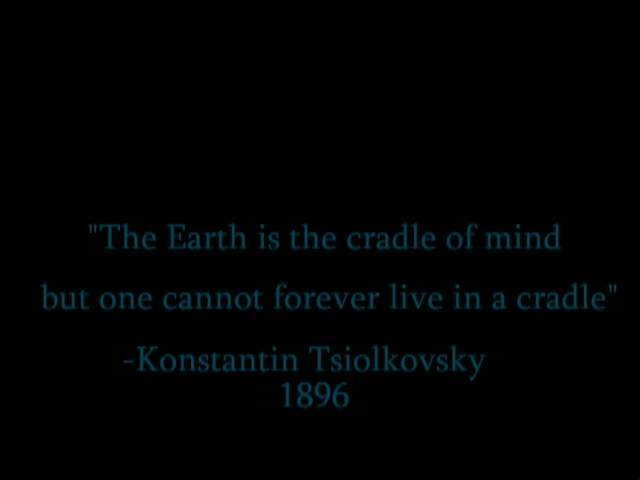 "The Earth is the cradle of mind
but one cannot forever live in a cradle"
-Konstantin Tsiolkovsky
1896